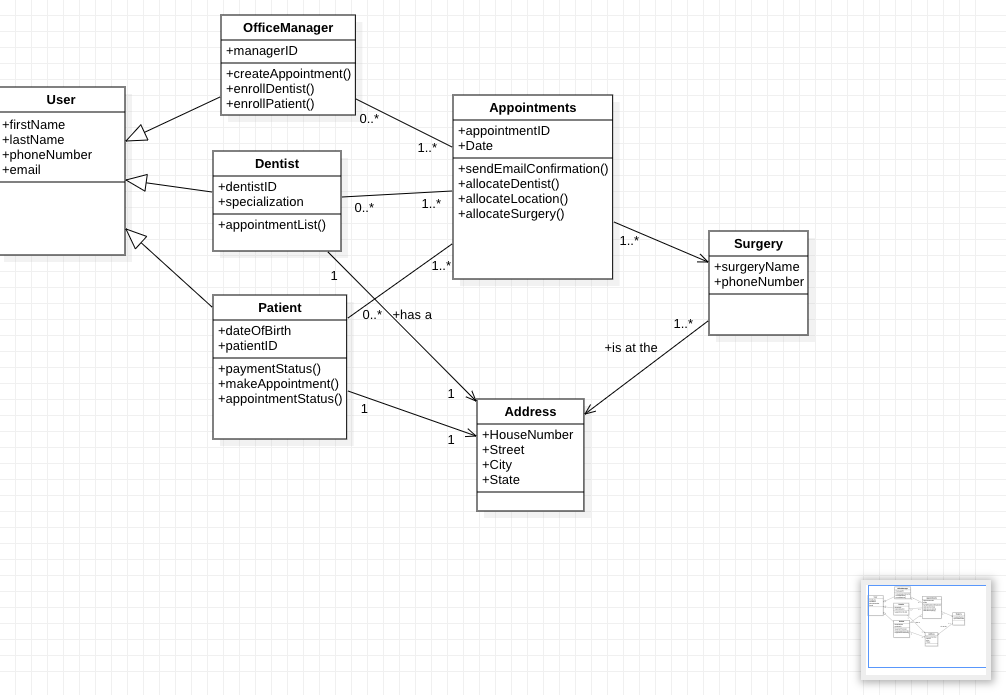 OfficeManager
+managerID
+createAppointment()
+enrollDentist()
+enrollPatient()
0..*
1..*
User
+firstName
+lastName
+phoneNumber
+email
Appointments
+appointmentID
+Date
+sendEmailConfirmation()
+allocateDentist()
+allocateLocation()
+allocateSurgery()
Dentist
+dentistID
+specialization
+appointmentList()
0..*
1..*
1
1..*
0..*
+has a
1..*
Surgery
+surgeryName
+phoneNumber
1..*
+is at the
Patient
+dateOfBirth
+patientID
+paymentStatus()
+makeAppointment()
+appointmentStatus()
1
1
1
Address
+HouseNumber
+Street
+City
+State